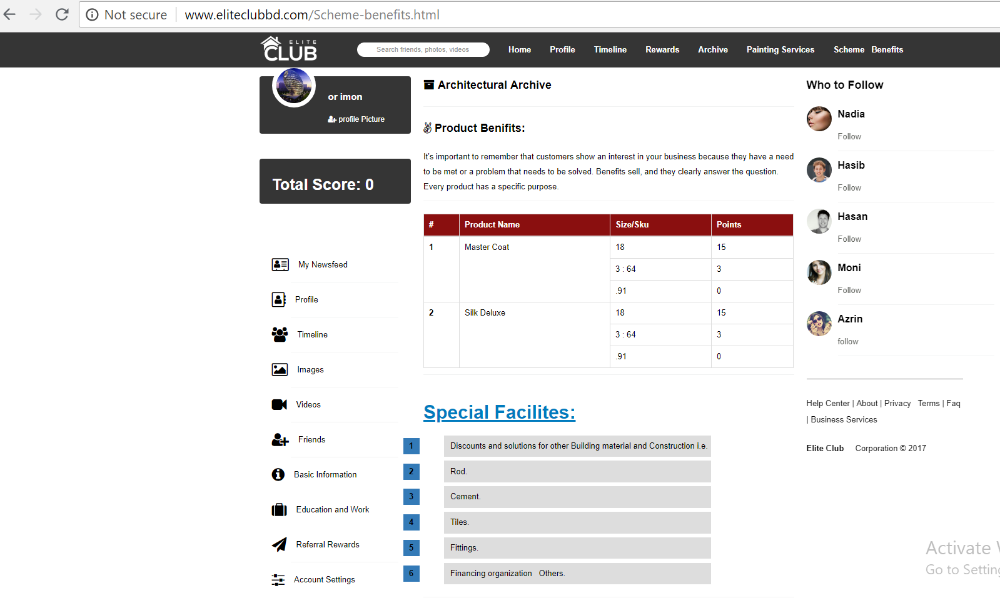 Not secure | www.eliteclubbd.com/Scheme-benefits.html
ELITE
CLUB
Search friends, photos, videos
Home Profile Timeline Rewards Archive Painting Services Scheme Benefits
or imon
profile Picture
Total Score: 0
My Newsfeed
Profile
Timeline
Images
Videos
Friends
Basic Information
Education and Work
Referral Rewards
Account Settings
Architectural Archive
Product Benifits:
It's important to remember that customers show an interest in your business because they have a need
to be met or a problem that needs to be solved. Benefits sell, and they clearly answer the question.
Every product has a specific purpose.
# Product Name Size/Sku Points
1 Master Coat 18 15
3 : 64 3
.91 0
2 Silk Deluxe 18 15
3 : 64 3
.91 0
Special Facilites:
1 Discounts and solutions for other Building material and Construction i.e.
2 Rod.
3 Cement.
4 Tiles.
5 Fittings.
6 Financing organization Others.
Who to Follow
Nadia
Follow
Hasib
Follow
Hasan
Follow
Moni
Follow
Azrin
follow
Help Center | About | Privacy Terms | Faq
| Business Services
Elite Club Corporation © 2017
Activate
Go to Setting